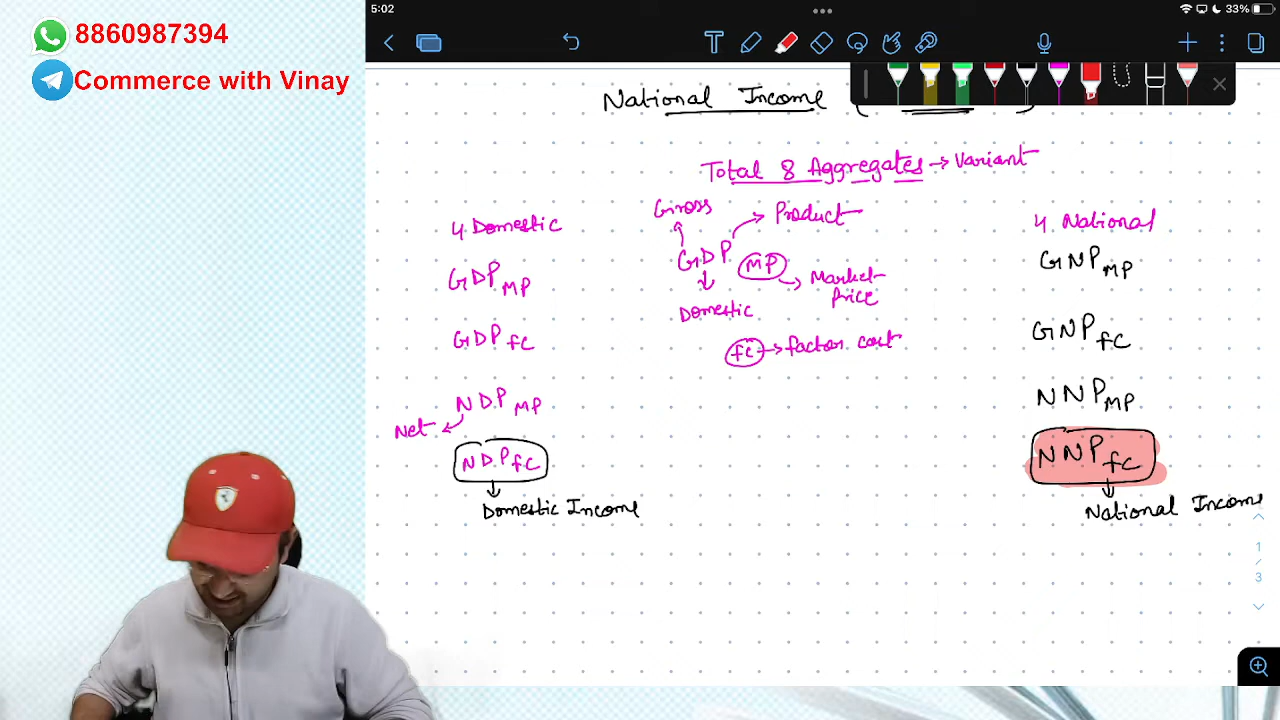 8860987394
Commerce with Vinay
5:02
33%
T
National Income
Total 8 Aggregates → Variant
4 Domestic
GDP MP
GDP fc
NDP MP
Net
NDP fc
Domestic Income
Gross
Product
GDP MP
Market
Price
Domestic
fc → factor cost
4 National
GNP MP
GNP fc
NNP MP
NNP fc
National Income
1
/
3